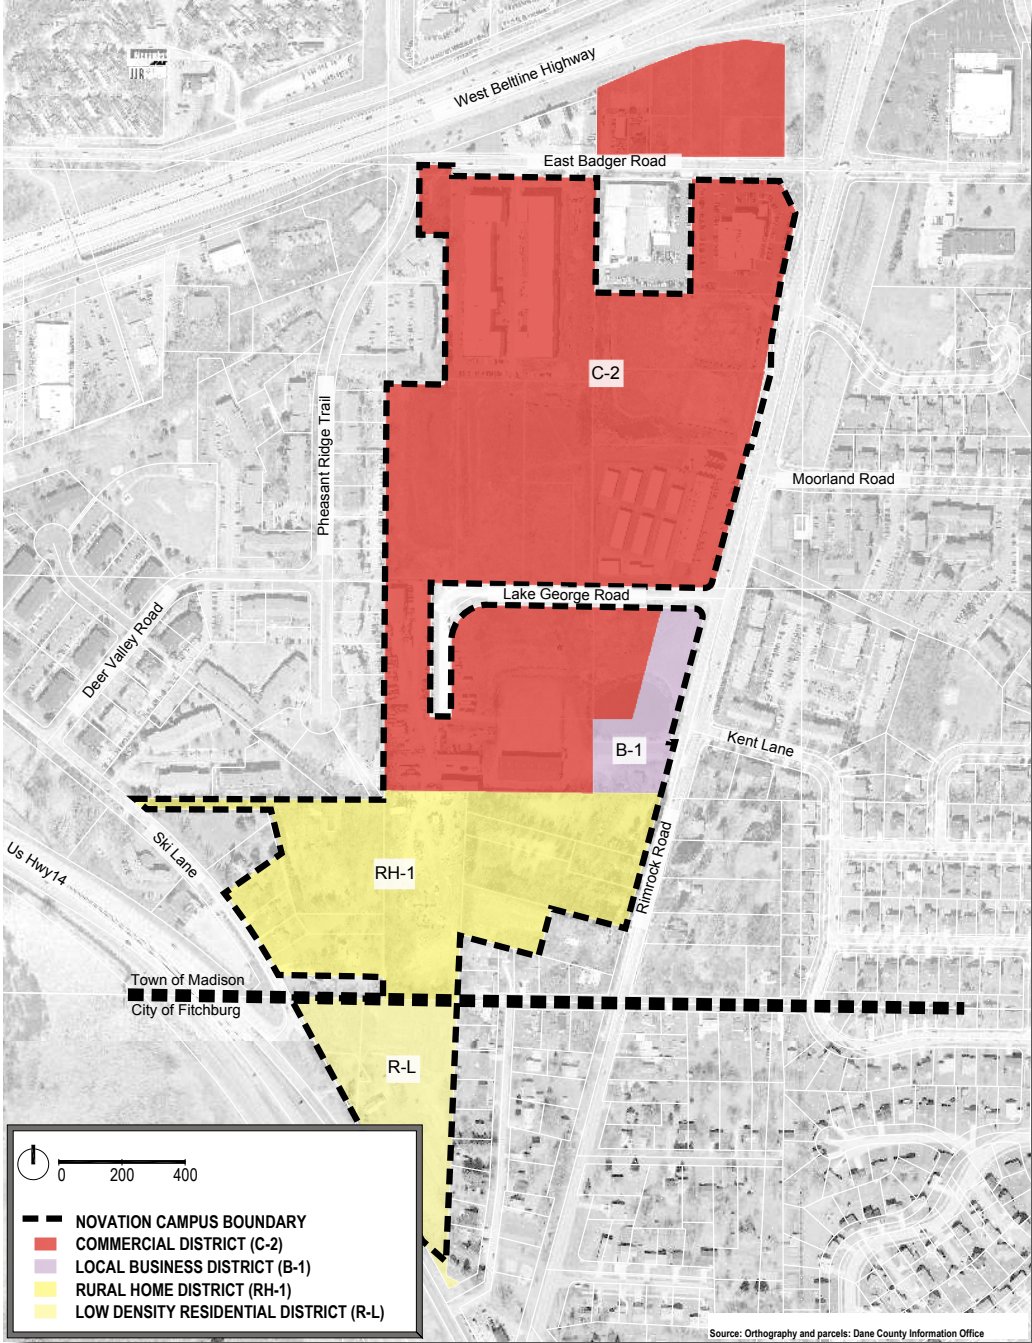 JJR
West Beltline Highway
East Badger Road
C-2
Pheasant Ridge Trail
Moorland Road
Lake George Road
Deer Valley Road
B-1
Kent Lane
Ski Lane
Us Hwy14
RH-1
Rimrock Road
Town of Madison
City of Fitchburg
R-L
0 200 400
NOVATION CAMPUS BOUNDARY
COMMERCIAL DISTRICT (C-2)
LOCAL BUSINESS DISTRICT (B-1)
RURAL HOME DISTRICT (RH-1)
LOW DENSITY RESIDENTIAL DISTRICT (R-L)
Source: Orthography and parcels: Dane County Information Office